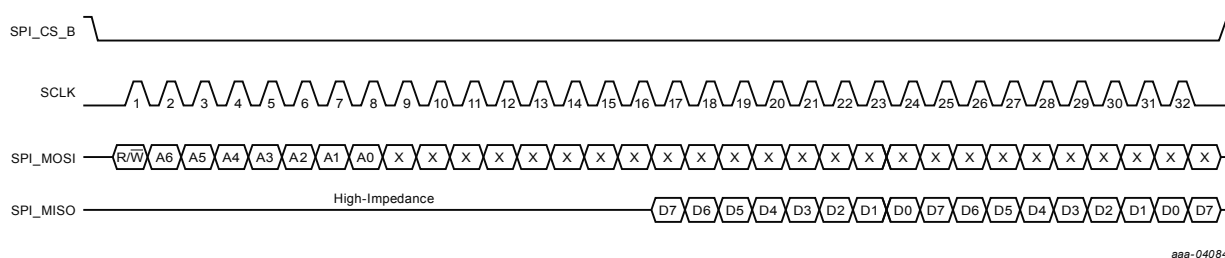 SPI_CS_B
SCLK 1 2 3 4 5 6 7 8 9 10 11 12 13 14 15 16 17 18 19 20 21 22 23 24 25 26 27 28 29 30 31 32
SPI_MOSI R/W̅ A6 A5 A4 A3 A2 A1 A0 X X X X X X X X X X X X X X X X X X X X X X X X X
High-Impedance
SPI_MISO D7 D6 D5 D4 D3 D2 D1 D0 D7 D6 D5 D4 D3 D2 D1 D0 D7
aaa-04084